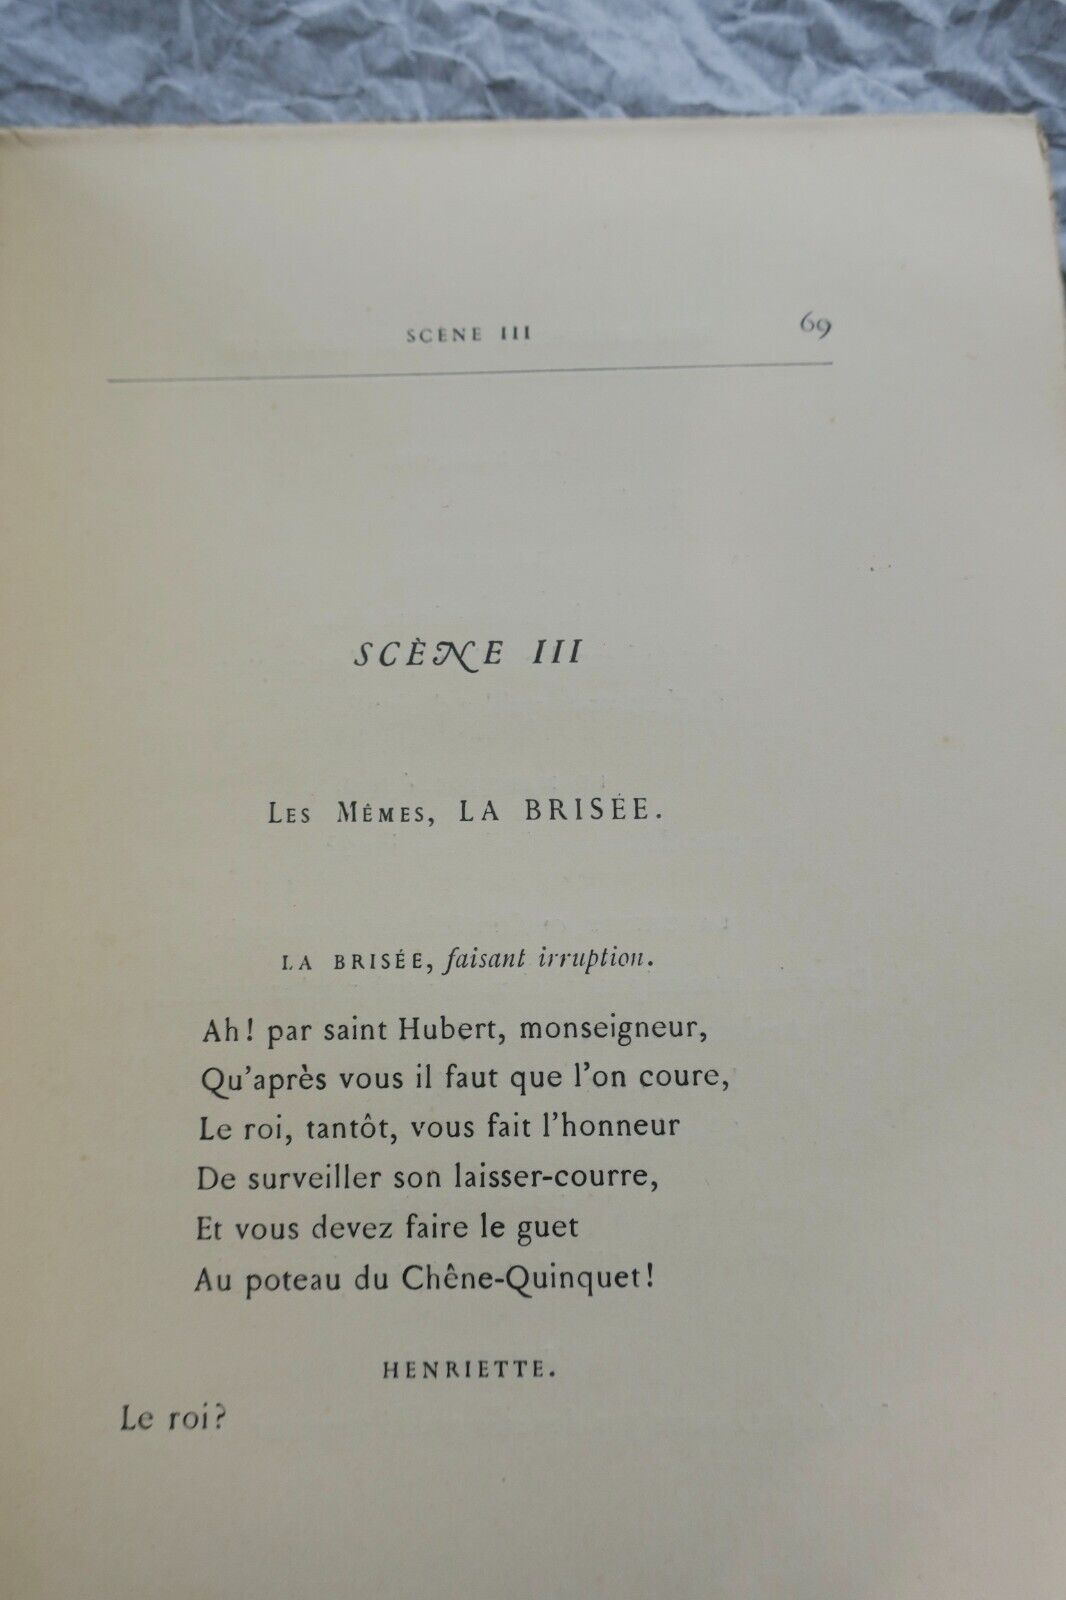 SCÈNE III 69
SCÈNE III
Les Mêmes, LA BRISÉE.
LA BRISÉE, faisant irruption.
Ah! par saint Hubert, monseigneur,
Qu'après vous il faut que l'on coure,
Le roi, tantôt, vous fait l'honneur
De surveiller son laisser-courre,
Et vous devez faire le guet
Au poteau du Chêne-Quinquet!
HENRIETTE.
Le roi?